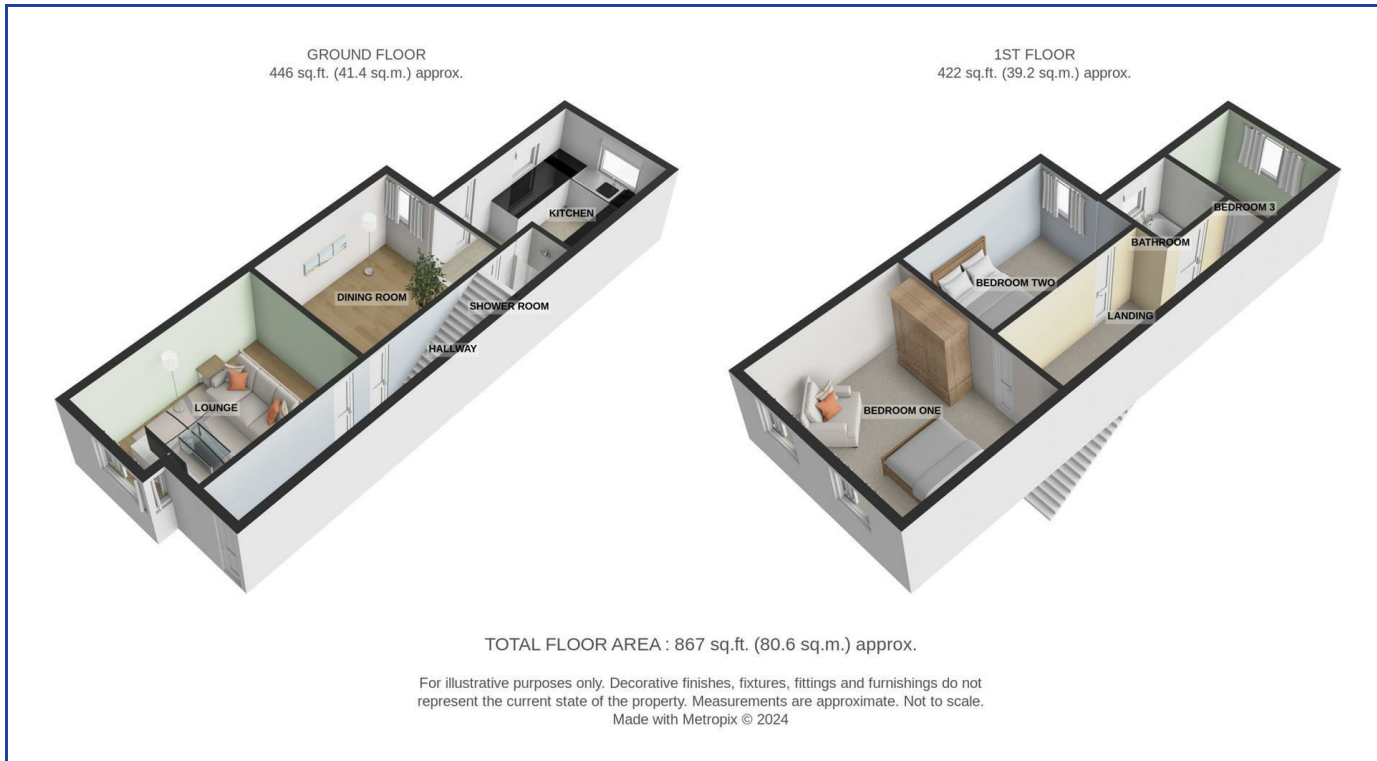 GROUND FLOOR
446 sq.ft. (41.4 sq.m.) approx.
1ST FLOOR
422 sq.ft. (39.2 sq.m.) approx.
KITCHEN
DINING ROOM
SHOWER ROOM
HALLWAY
LOUNGE
BEDROOM 3
BATHROOM
BEDROOM TWO
LANDING
BEDROOM ONE
TOTAL FLOOR AREA : 867 sq.ft. (80.6 sq.m.) approx.
For illustrative purposes only. Decorative finishes, fixtures, fittings and furnishings do not
represent the current state of the property. Measurements are approximate. Not to scale.
Made with Metropix © 2024